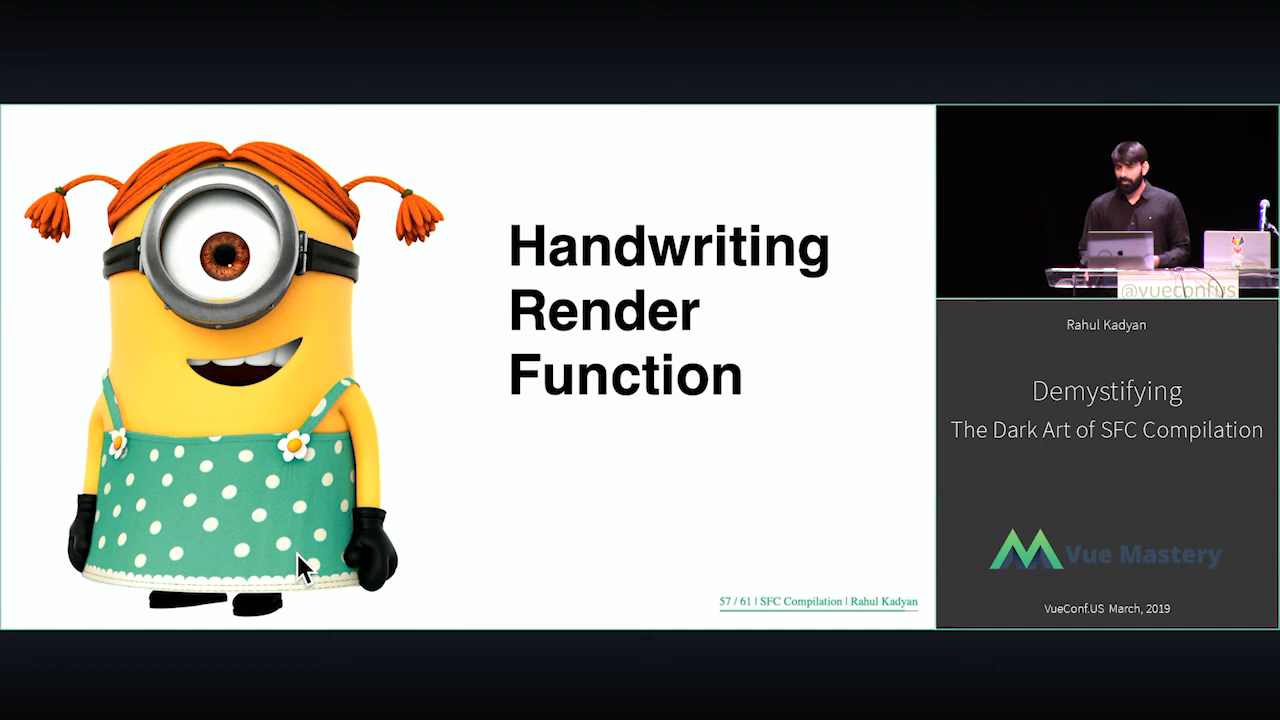 Handwriting
Render
Function
57 / 61 | SFC Compilation | Rahul Kadyan
@vueconfus
Rahul Kadyan
Demystifying
The Dark Art of SFC Compilation
Vue Mastery
VueConf.US March, 2019